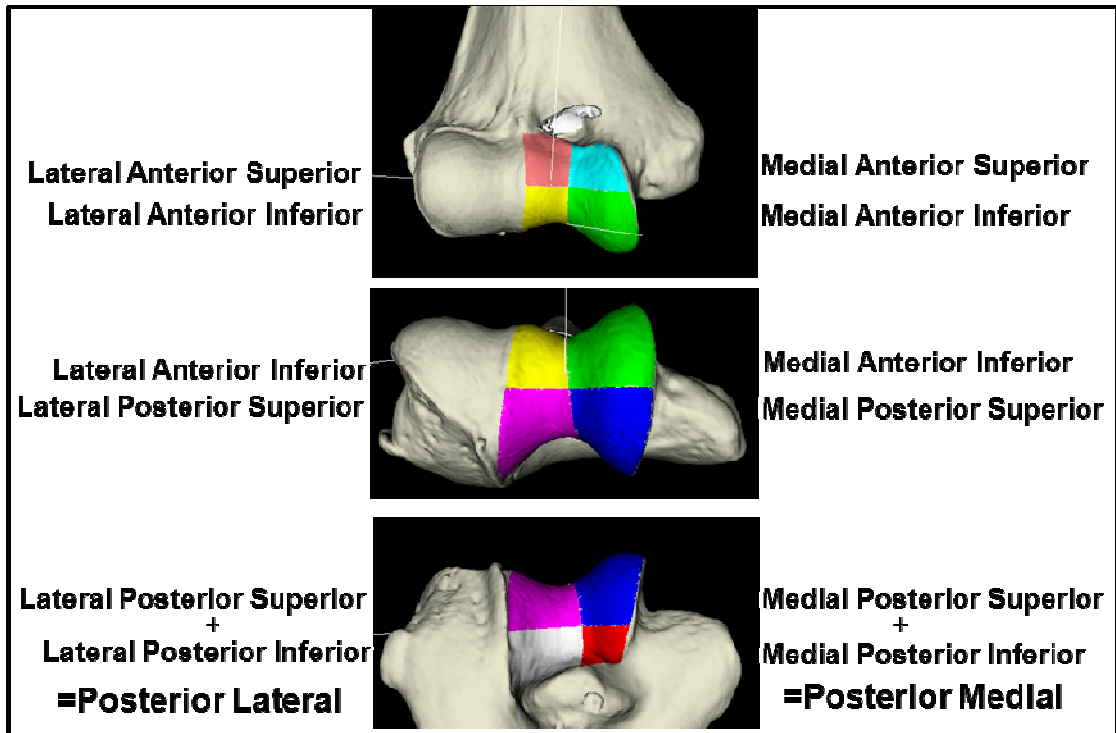 Lateral Anterior Superior
Lateral Anterior Inferior
Medial Anterior Superior
Medial Anterior Inferior
Lateral Anterior Inferior
Lateral Posterior Superior
Medial Anterior Inferior
Medial Posterior Superior
Lateral Posterior Superior
+
Lateral Posterior Inferior
=Posterior Lateral
Medial Posterior Superior
+
Medial Posterior Inferior
=Posterior Medial